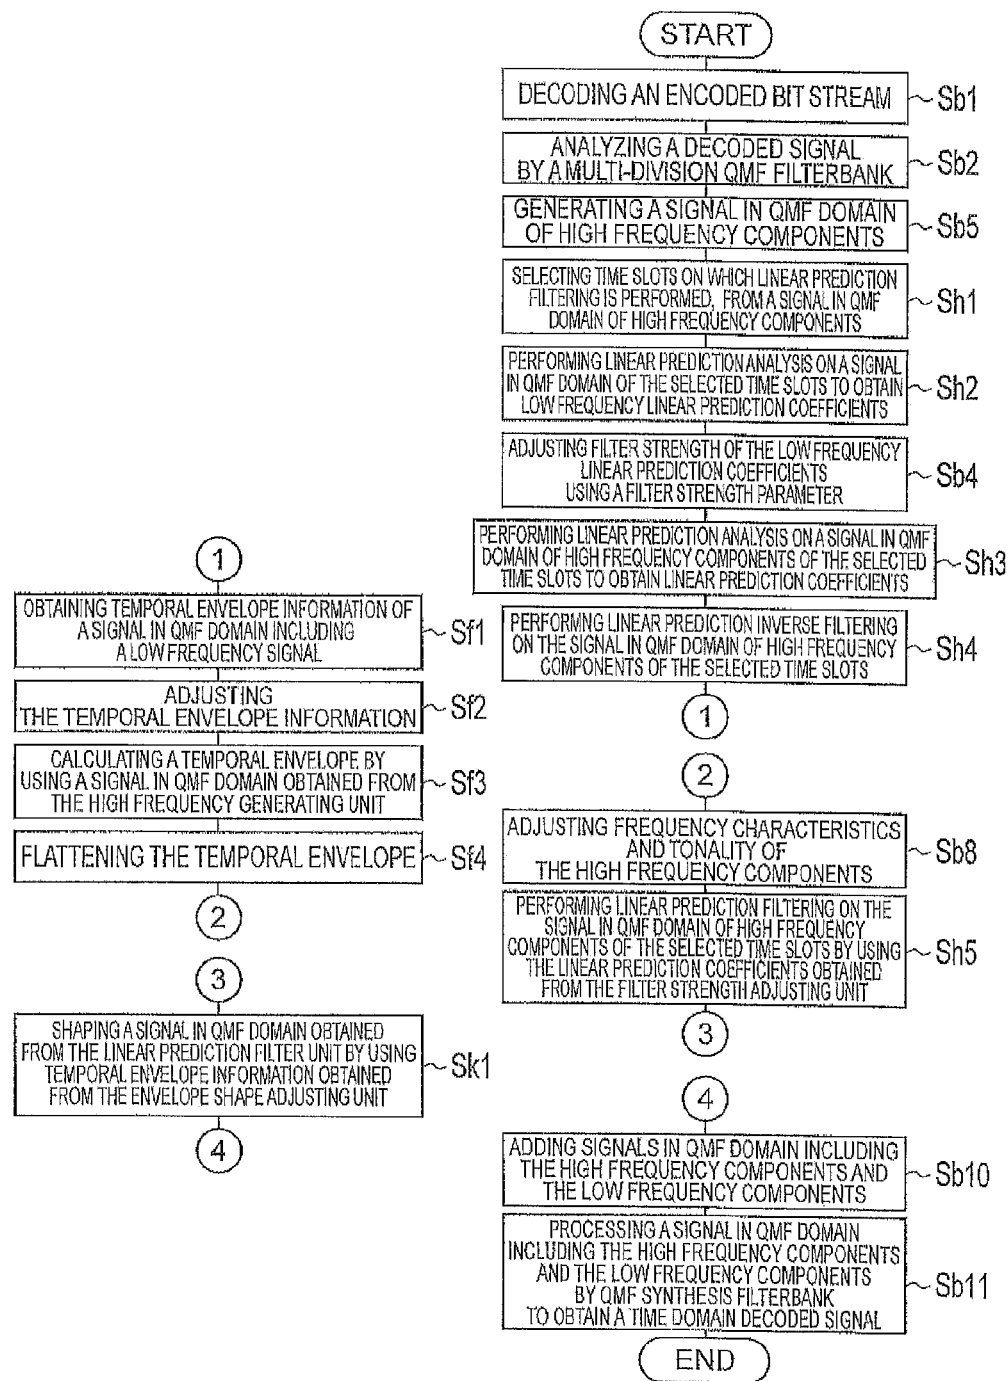 START
DECODING AN ENCODED BIT STREAM
Sb1
ANALYZING A DECODED SIGNAL
BY A MULTI-DIVISION QMF FILTERBANK
Sb2
GENERATING A SIGNAL IN QMF DOMAIN
OF HIGH FREQUENCY COMPONENTS
Sb5
SELECTING TIME SLOTS ON WHICH LINEAR PREDICTION
FILTERING IS PERFORMED, FROM A SIGNAL IN QMF
DOMAIN OF HIGH FREQUENCY COMPONENTS
Sh1
PERFORMING LINEAR PREDICTION ANALYSIS ON A SIGNAL
IN QMF DOMAIN OF THE SELECTED TIME SLOTS TO OBTAIN
LOW FREQUENCY LINEAR PREDICTION COEFFICIENTS
Sh2
ADJUSTING FILTER STRENGTH OF THE LOW FREQUENCY
LINEAR PREDICTION COEFFICIENTS
USING A FILTER STRENGTH PARAMETER
Sb4
PERFORMING LINEAR PREDICTION ANALYSIS ON A SIGNAL IN QMF
DOMAIN OF HIGH FREQUENCY COMPONENTS OF THE SELECTED
TIME SLOTS TO OBTAIN LINEAR PREDICTION COEFFICIENTS
Sh3
PERFORMING LINEAR PREDICTION INVERSE FILTERING
ON THE SIGNAL IN QMF DOMAIN OF HIGH FREQUENCY
COMPONENTS OF THE SELECTED TIME SLOTS
Sh4
1
1
OBTAINING TEMPORAL ENVELOPE INFORMATION OF
A SIGNAL IN QMF DOMAIN INCLUDING
A LOW FREQUENCY SIGNAL
Sf1
ADJUSTING
THE TEMPORAL ENVELOPE INFORMATION
Sf2
CALCULATING A TEMPORAL ENVELOPE BY
USING A SIGNAL IN QMF DOMAIN OBTAINED FROM
THE HIGH FREQUENCY GENERATING UNIT
Sf3
FLATTENING THE TEMPORAL ENVELOPE
Sf4
2
2
ADJUSTING FREQUENCY CHARACTERISTICS
AND TONALITY OF
THE HIGH FREQUENCY COMPONENTS
Sb8
PERFORMING LINEAR PREDICTION FILTERING ON THE
SIGNAL IN QMF DOMAIN OF HIGH FREQUENCY
COMPONENTS OF THE SELECTED TIME SLOTS BY USING
THE LINEAR PREDICTION COEFFICIENTS OBTAINED
FROM THE FILTER STRENGTH ADJUSTING UNIT
Sh5
3
3
SHAPING A SIGNAL IN QMF DOMAIN OBTAINED
FROM THE LINEAR PREDICTION FILTER UNIT BY USING
TEMPORAL ENVELOPE INFORMATION OBTAINED
FROM THE ENVELOPE SHAPE ADJUSTING UNIT
Sk1
4
4
ADDING SIGNALS IN QMF DOMAIN INCLUDING
THE HIGH FREQUENCY COMPONENTS AND
THE LOW FREQUENCY COMPONENTS
Sb10
PROCESSING A SIGNAL IN QMF DOMAIN
INCLUDING THE HIGH FREQUENCY COMPONENTS
AND THE LOW FREQUENCY COMPONENTS
BY QMF SYNTHESIS FILTERBANK
TO OBTAIN A TIME DOMAIN DECODED SIGNAL
Sb11
END